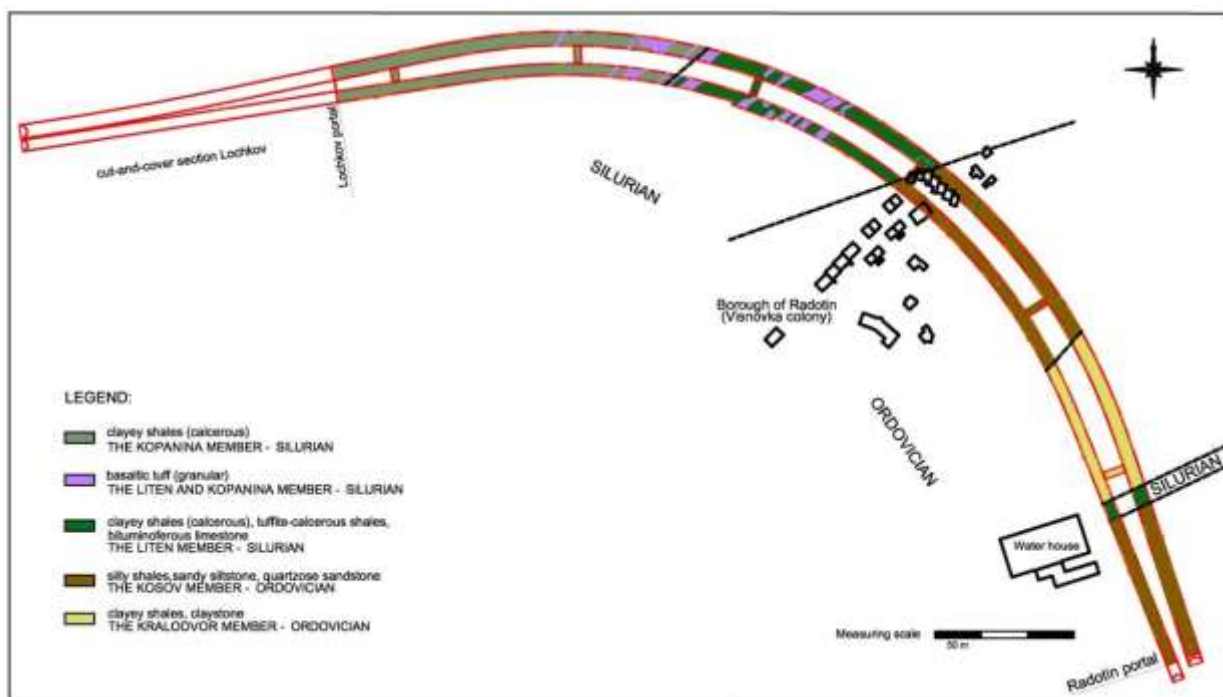 cut-and-cover section Lochkov
Lochkov portal
SILURIAN
Borough of Radotin
(Visnovka colony)
ORDOVICIAN
SILURIAN
Water house
Measuring scale
50 m
Radotin portal
LEGEND:
clayey shales (calcerous)
THE KOPANINA MEMBER - SILURIAN
basaltic tuff (granular)
THE LITEN AND KOPANINA MEMBER - SILURIAN
clayey shales (calcerous), tuffite-calcerous shales,
bituminoferous limestone
THE LITEN MEMBER - SILURIAN
silty shales,sandy siltstone, quartzose sandstone
THE KOSOV MEMBER - ORDOVICIAN
clayey shales, claystone
THE KRALODVOR MEMBER - ORDOVICIAN